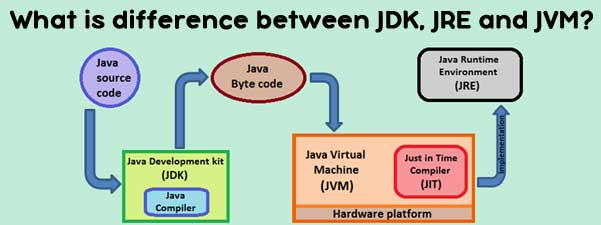 What is difference between JDK, JRE and JVM?
Java
source
code
Java
Byte code
Java Runtime
Environment
(JRE)
Java Development kit
(JDK)
Java
Compiler
Java Virtual
Machine
(JVM)
Just in Time
Compiler
(JIT)
Hardware platform
implementation